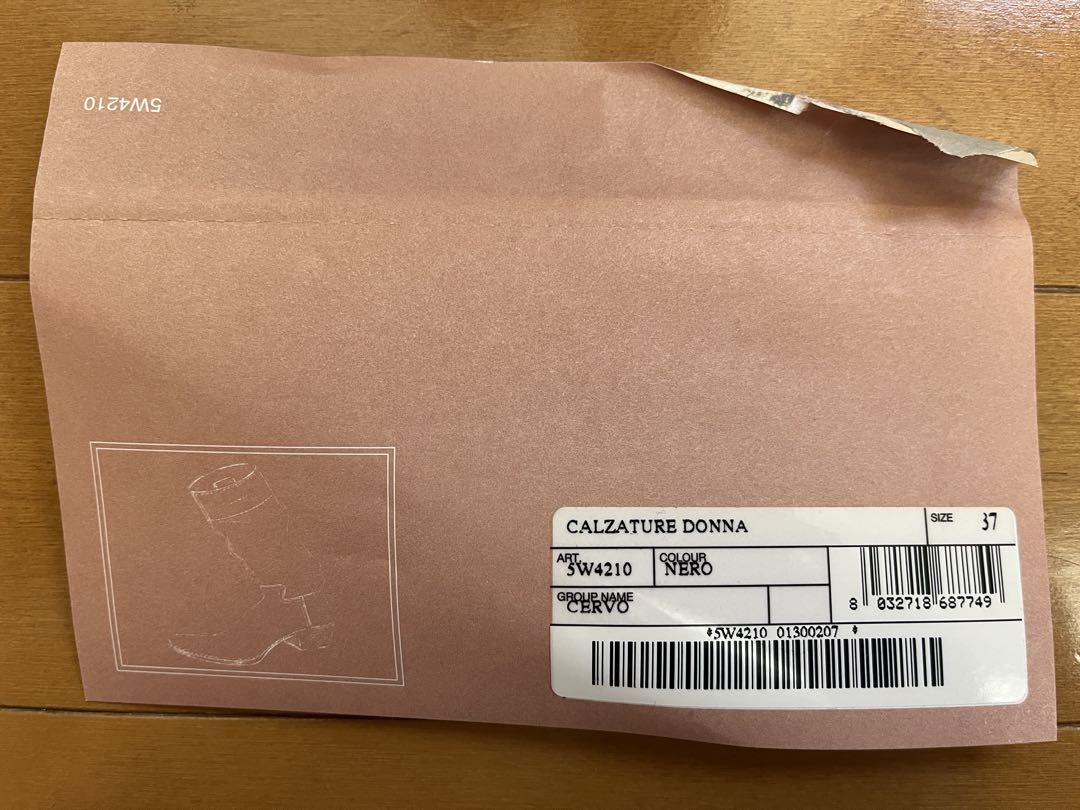 5W4210
CALZATURE DONNA
SIZE 37
ART. 5W4210
COLOUR NERO
GROUP NAME CERVO
8 032718 687749
*5W4210 01300207 *